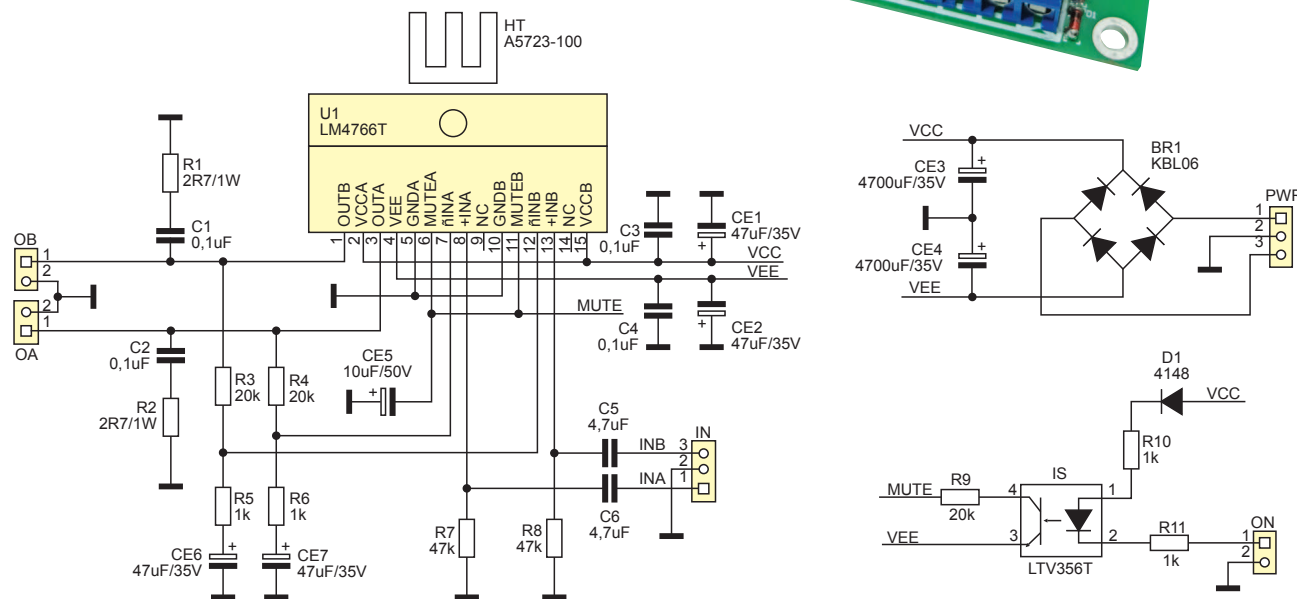 HT
A5723-100
U1
LM4766T
OUTB
VCCA
OUTA
VEE
GNDA
MUTEA
ñINA
+INA
NC
GNDB
MUTEB
ñINB
+INB
NC
VCCB
1
2
3
4
5
6
7
8
9
10
11
12
13
14
15
R1
2R7/1W
C1
0,1uF
OB
1
2
2
1
OA
C2
0,1uF
R2
2R7/1W
R3
20k
R4
20k
CE5
10uF/50V
+
R5
1k
R6
1k
CE6
47uF/35V
+
CE7
47uF/35V
+
R7
47k
R8
47k
C3
0,1uF
CE1
47uF/35V
+
VCC
VEE
MUTE
C4
0,1uF
CE2
47uF/35V
+
C5
4,7uF
INB
INA
C6
4,7uF
IN
3
2
1
VCC
CE3
4700uF/35V
+
CE4
4700uF/35V
+
VEE
BR1
KBL06
PWR
1
2
3
D1
4148
VCC
R10
1k
IS
MUTE
R9
20k
4
1
VEE
3
2
LTV356T
R11
1k
ON
1
2